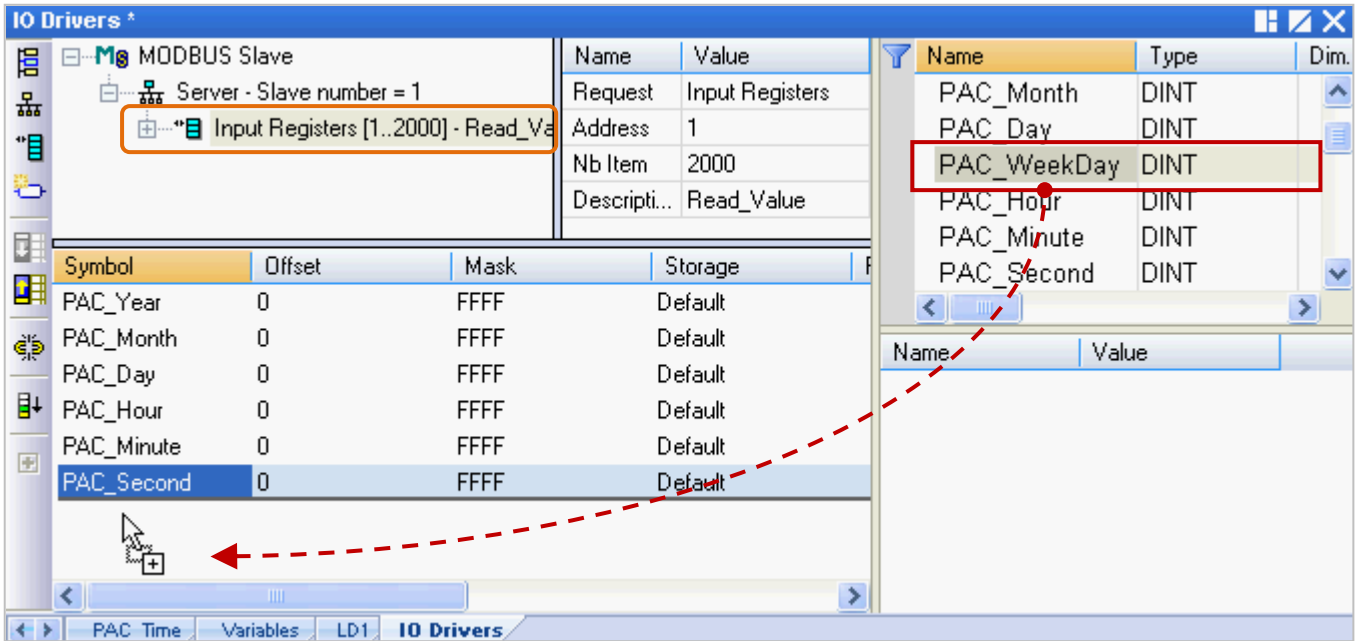 IO Drivers *
MODBUS Slave
Server - Slave number = 1
Input Registers [1..2000] - Read_Va
Name Value
Request Input Registers
Address 1
Nb Item 2000
Descripti... Read_Value
Name Type Dim.
PAC_Month DINT
PAC_Day DINT
PAC_WeekDay DINT
PAC_Hour DINT
PAC_Minute DINT
PAC_Second DINT
Symbol Offset Mask Storage
PAC_Year 0 FFFF Default
PAC_Month 0 FFFF Default
PAC_Day 0 FFFF Default
PAC_Hour 0 FFFF Default
PAC_Minute 0 FFFF Default
PAC_Second 0 FFFF Default
Name Value
PAC_Time Variables LD1 IO Drivers